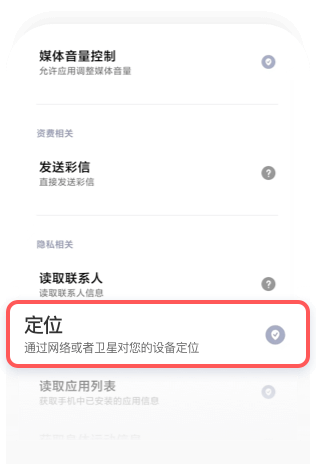 媒体音量控制
允许应用调整媒体音量
资费相关
发送彩信
直接发送彩信
隐私相关
读取联系人
读取联系人信息
定位
通过网络或者卫星对您的设备定位
读取应用列表
获取手机中已安装的应用信息